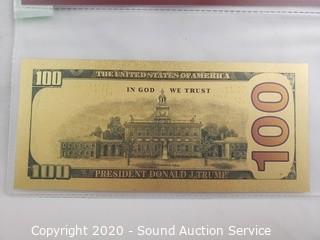 100
THE UNITED STATES OF AMERICA
IN GOD WE TRUST
100
100
PRESIDENT DONALD J. TRUMP
Copyright 2020 - Sound Auction Service